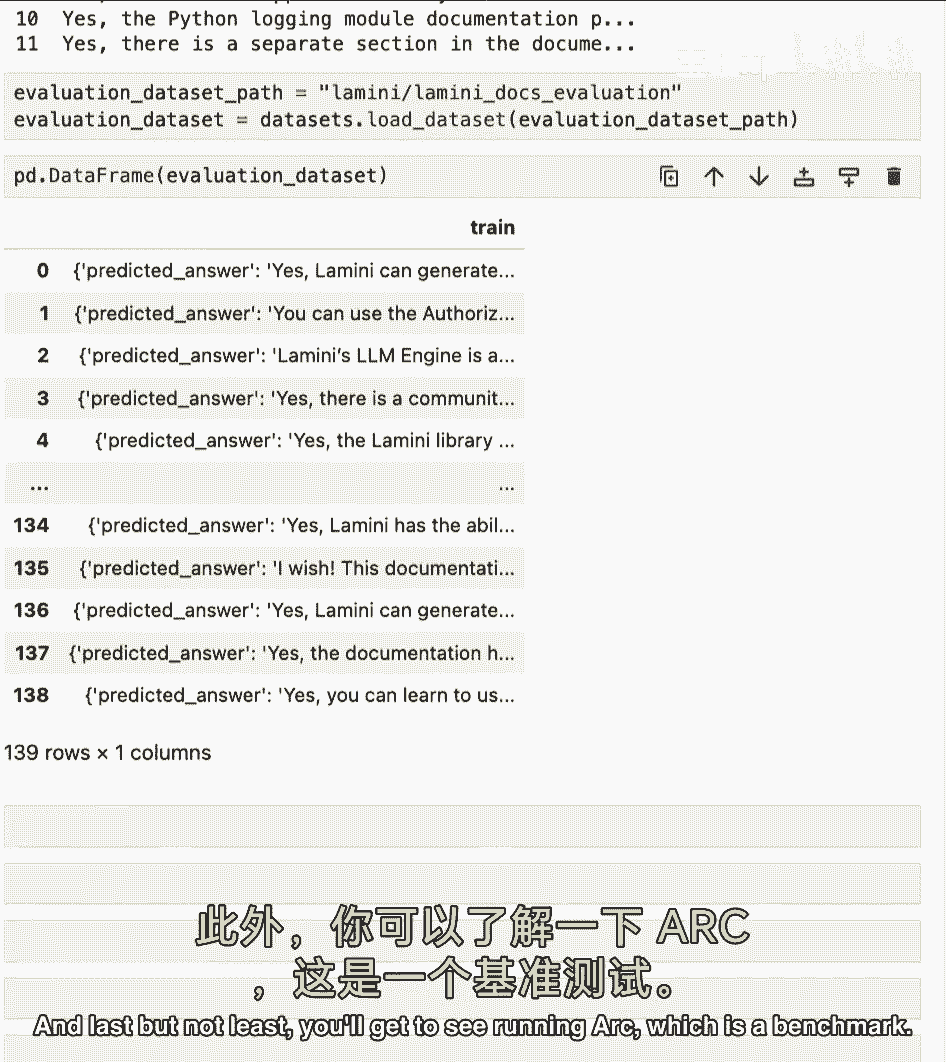 10 Yes, the Python logging module documentation p...
11 Yes, there is a separate section in the docume...
evaluation_dataset_path = "lamini/lamini_docs_evaluation"
evaluation_dataset = datasets.load_dataset(evaluation_dataset_path)
pd.DataFrame(evaluation_dataset)
train
0 {'predicted_answer': 'Yes, Lamini can generate...
1 {'predicted_answer': 'You can use the Authoriz...
2 {'predicted_answer': 'Lamini’s LLM Engine is a...
3 {'predicted_answer': 'Yes, there is a communit...
4 {'predicted_answer': 'Yes, the Lamini library ...
... ...
134 {'predicted_answer': 'Yes, Lamini has the abil...
135 {'predicted_answer': 'I wish! This documentati...
136 {'predicted_answer': 'Yes, Lamini can generate...
137 {'predicted_answer': 'Yes, the documentation h...
138 {'predicted_answer': 'Yes, you can learn to us...
139 rows × 1 columns
此外，你可以了解一下 ARC
，这是一个基准测试。
And last but not least, you'll get to see running Arc, which is a benchmark.